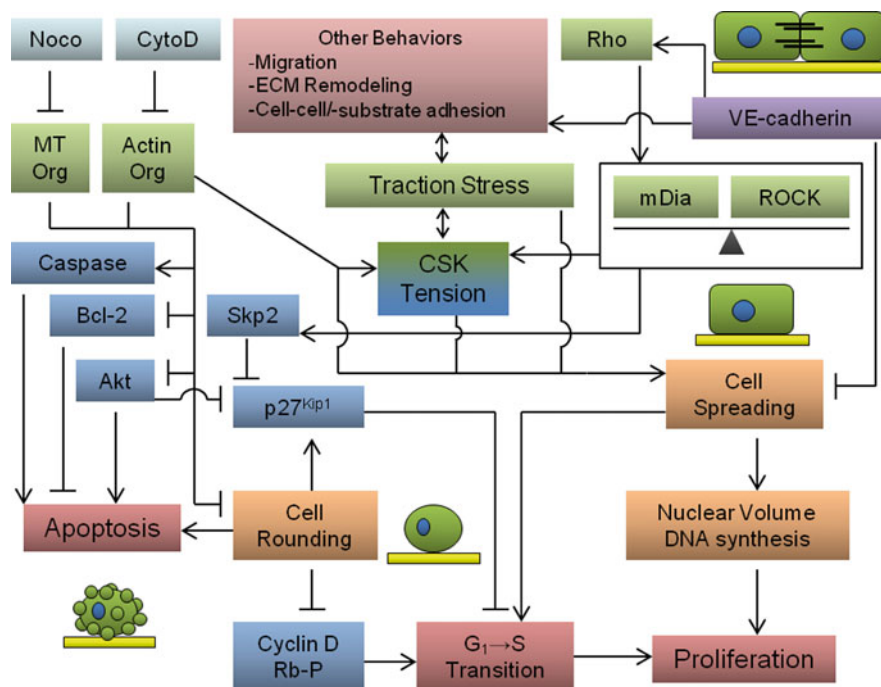 Noco
CytoD
Other Behaviors
-Migration
-ECM Remodeling
-Cell-cell/-substrate adhesion
Rho
VE-cadherin
MT
Org
Actin
Org
Traction Stress
mDia
ROCK
Caspase
CSK
Tension
Bcl-2
Skp2
Akt
p27Kip1
Cell
Spreading
Apoptosis
Cell
Rounding
Nuclear Volume
DNA synthesis
Cyclin D
Rb-P
G₁→S
Transition
Proliferation